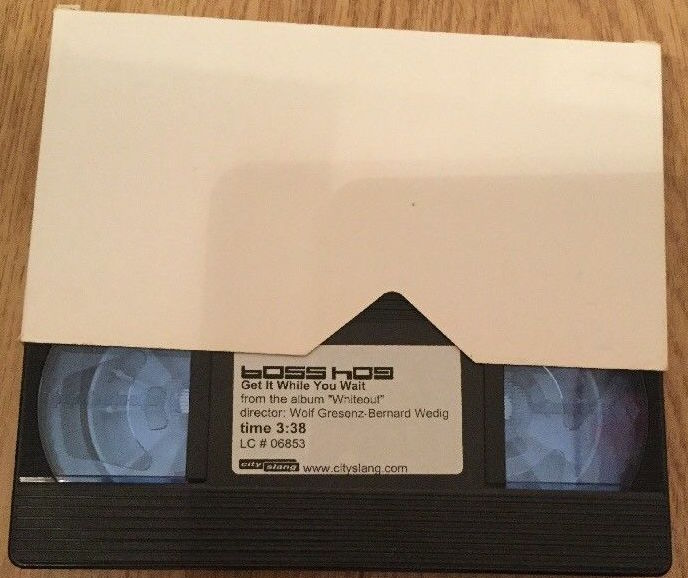 boss hog
Get It While You Wait
from the album "Whiteout"
director: Wolf Gresenz-Bernard Wedig
time 3:38
LC # 06853
city slang www.cityslang.com